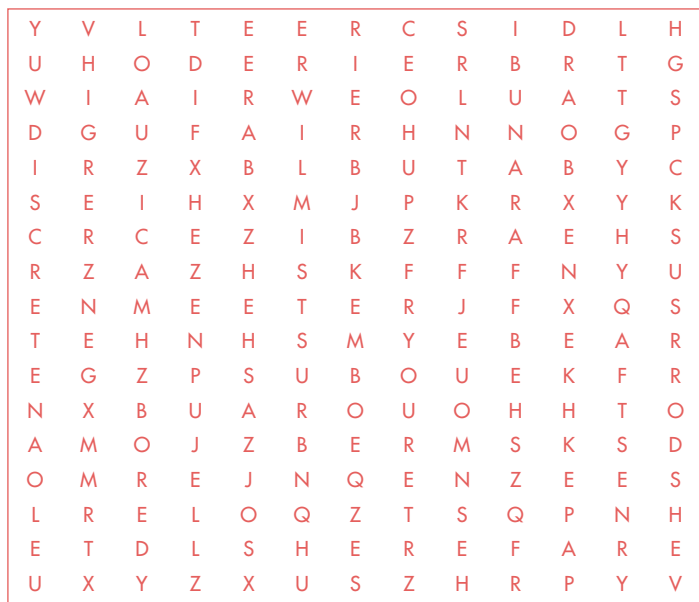 Y V L T E E R C S I D L H
U H O D E R I E R B R T G
W I A I R W E O L U A T S
D G U F A I R H N N O G P
I R Z X B L B U T A B Y C
S E I H X M J P K R X Y K
C R C E Z I B Z R A E H S
R Z A Z H S K F F F N Y U
E N M E E T E R J F X Q S
T E H N H S M Y E B E A R
E G Z P S U B O U E K F R
N X B U A R O U O H H T O
A M O J Z B E R M S K S D
O M R E J N Q E N Z E E S
L R E L O Q Z T S Q P N H
E T D L S H E R E F A R E
U X Y Z X U S Z H R P Y V